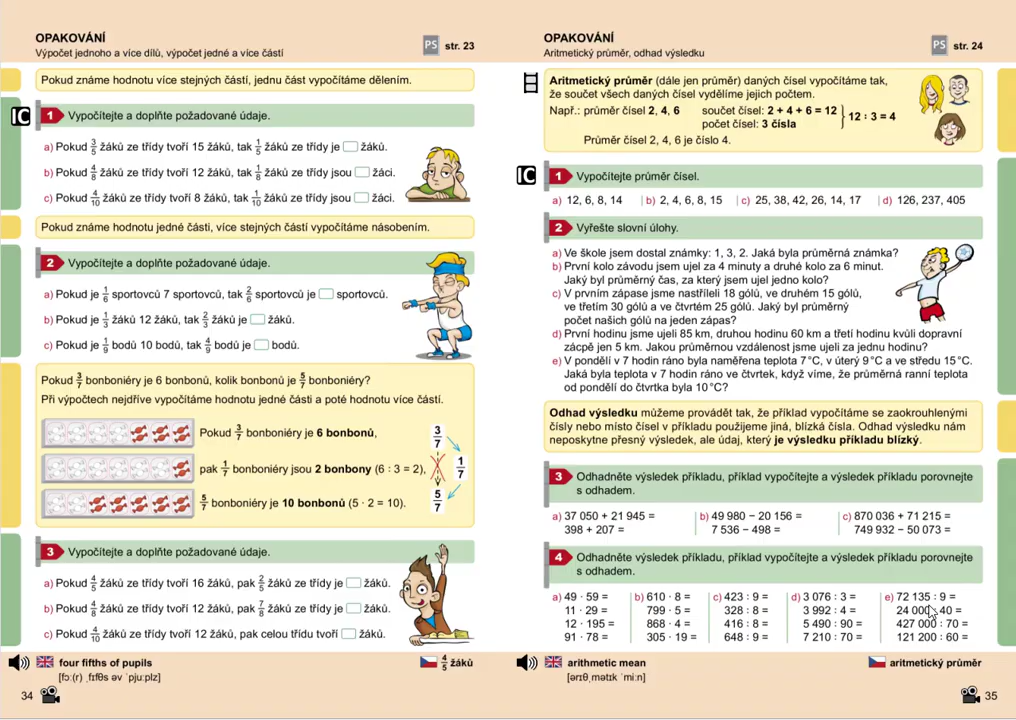 OPAKOVÁNÍ
Výpočet jednoho a více dílů, výpočet jedné a více částí
PS str. 23
Pokud známe hodnotu více stejných částí, jednu část vypočítáme dělením.
IC
1 Vypočítejte a doplňte požadované údaje.
a) Pokud 3/5 žáků ze třídy tvoří 15 žáků, tak 1/5 žáků ze třídy je □ žáků.
b) Pokud 4/8 žáků ze třídy tvoří 12 žáků, tak 1/8 žáků ze třídy jsou □ žáci.
c) Pokud 4/10 žáků ze třídy tvoří 8 žáků, tak 1/10 žáků ze třídy jsou □ žáci.
Pokud známe hodnotu jedné části, více stejných částí vypočítáme násobením.
2 Vypočítejte a doplňte požadované údaje.
a) Pokud je 1/6 sportovců 7 sportovců, tak 2/6 sportovců je □ sportovců.
b) Pokud je 1/3 žáků 12 žáků, tak 2/3 žáků je □ žáků.
c) Pokud je 1/9 bodů 10 bodů, tak 4/9 bodů je □ bodů.
Pokud 3/7 bonboniéry je 6 bonbonů, kolik bonbonů je 5/7 bonboniéry?
Při výpočtech nejdříve vypočítáme hodnotu jedné části a poté hodnotu více částí.
Pokud 3/7 bonboniéry je 6 bonbonů,
3/7
pak 1/7 bonboniéry jsou 2 bonbony (6 : 3 = 2),
1/7
5/7 bonboniéry je 10 bonbonů (5 · 2 = 10).
5/7
3 Vypočítejte a doplňte požadované údaje.
a) Pokud 4/5 žáků ze třídy tvoří 16 žáků, pak 2/5 žáků ze třídy je □ žáků.
b) Pokud 4/8 žáků ze třídy tvoří 12 žáků, pak 7/8 žáků ze třídy je □ žáků.
c) Pokud 4/10 žáků ze třídy tvoří 12 žáků, pak celou třídu tvoří □ žáků.
four fifths of pupils
4/5 žáků
[fɔː(r) ˌfɪfθs əv ˈpjuːplz]
34
OPAKOVÁNÍ
Aritmetický průměr, odhad výsledku
PS str. 24
Aritmetický průměr (dále jen průměr) daných čísel vypočítáme tak,
že součet všech daných čísel vydělíme jejich počtem.
Např.: průměr čísel 2, 4, 6 součet čísel: 2 + 4 + 6 = 12
počet čísel: 3 čísla
12 : 3 = 4
Průměr čísel 2, 4, 6 je číslo 4.
IC
1 Vypočítejte průměr čísel.
a) 12, 6, 8, 14 b) 2, 4, 6, 8, 15 c) 25, 38, 42, 26, 14, 17 d) 126, 237, 405
2 Vyřešte slovní úlohy.
a) Ve škole jsem dostal známky: 1, 3, 2. Jaká byla průměrná známka?
b) První kolo závodu jsem ujel za 4 minuty a druhé kolo za 6 minut.
Jaký byl průměrný čas, za který jsem ujel jedno kolo?
c) V prvním zápase jsme nastříleli 18 gólů, ve druhém 15 gólů,
ve třetím 30 gólů a ve čtvrtém 25 gólů. Jaký byl průměrný
počet našich gólů na jeden zápas?
d) První hodinu jsme ujeli 85 km, druhou hodinu 60 km a třetí hodinu kvůli dopravní
zácpě jen 5 km. Jakou průměrnou vzdálenost jsme ujeli za jednu hodinu?
e) V pondělí v 7 hodin ráno byla naměřena teplota 7 °C, v úterý 9 °C a ve středu 15 °C.
Jaká byla teplota v 7 hodin ráno ve čtvrtek, když víme, že průměrná ranní teplota
od pondělí do čtvrtka byla 10 °C?
Odhad výsledku můžeme provádět tak, že příklad vypočítáme se zaokrouhlenými
čísly nebo místo čísel v příkladu použijeme jiná, blízká čísla. Odhad výsledku nám
neposkytne přesný výsledek, ale údaj, který je výsledku příkladu blízký.
3 Odhadněte výsledek příkladu, příklad vypočítejte a výsledek příkladu porovnejte
s odhadem.
a) 37 050 + 21 945 = b) 49 980 − 20 156 = c) 870 036 + 71 215 =
398 + 207 = 7 536 − 498 = 749 932 − 50 073 =
4 Odhadněte výsledek příkladu, příklad vypočítejte a výsledek příkladu porovnejte
s odhadem.
a) 49 · 59 = b) 610 · 8 = c) 423 : 9 = d) 3 076 : 3 = e) 72 135 : 9 =
11 · 29 = 799 · 5 = 328 : 8 = 3 992 : 4 = 24 000 : 40 =
12 · 195 = 868 · 4 = 416 : 8 = 5 490 : 90 = 427 000 : 70 =
91 · 78 = 305 · 19 = 648 : 9 = 7 210 : 70 = 121 200 : 60 =
arithmetic mean
aritmetický průměr
[ærɪθˌmətɪk ˈmiːn]
35